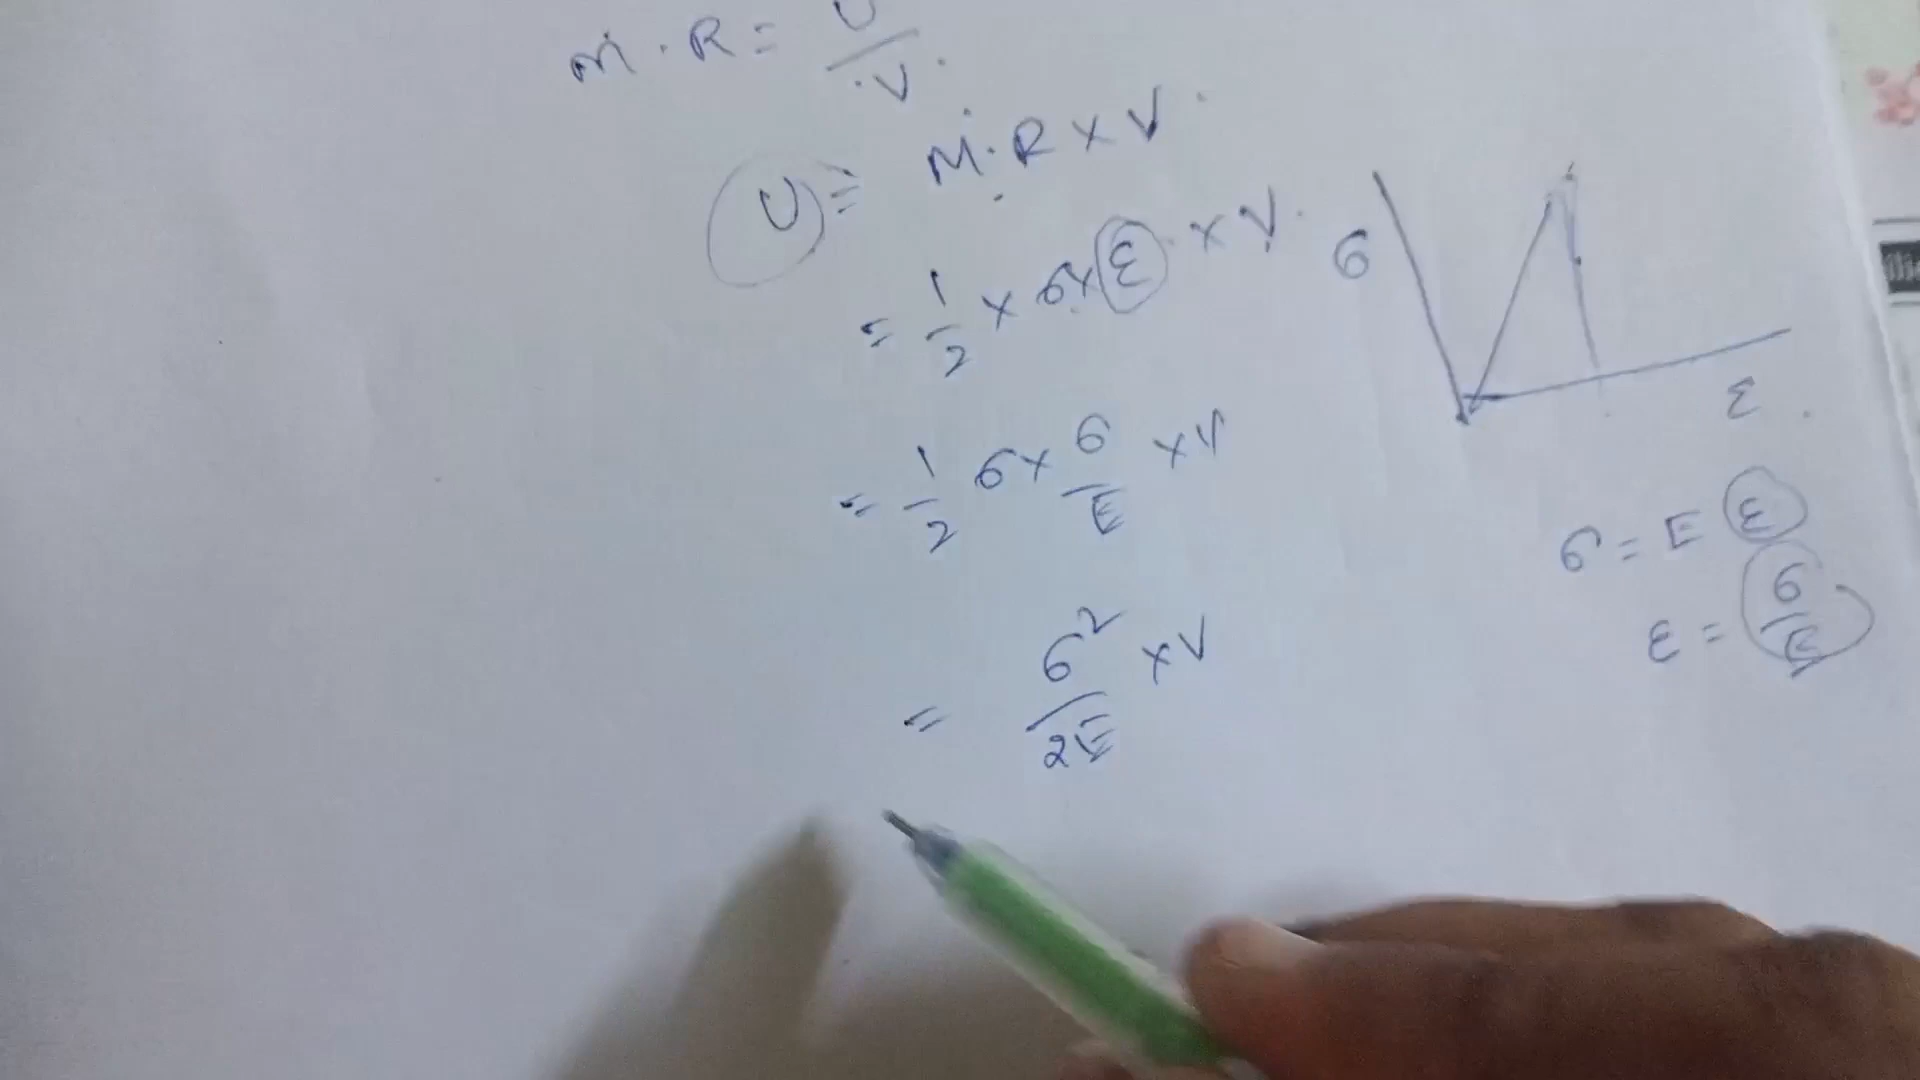 M.R = U/V
U = M.R × V
= 1/2 × σ × ε × V
= 1/2 σ × σ/E × V
= σ²/2E × V
σ
ε
σ = E ε
ε = σ/E